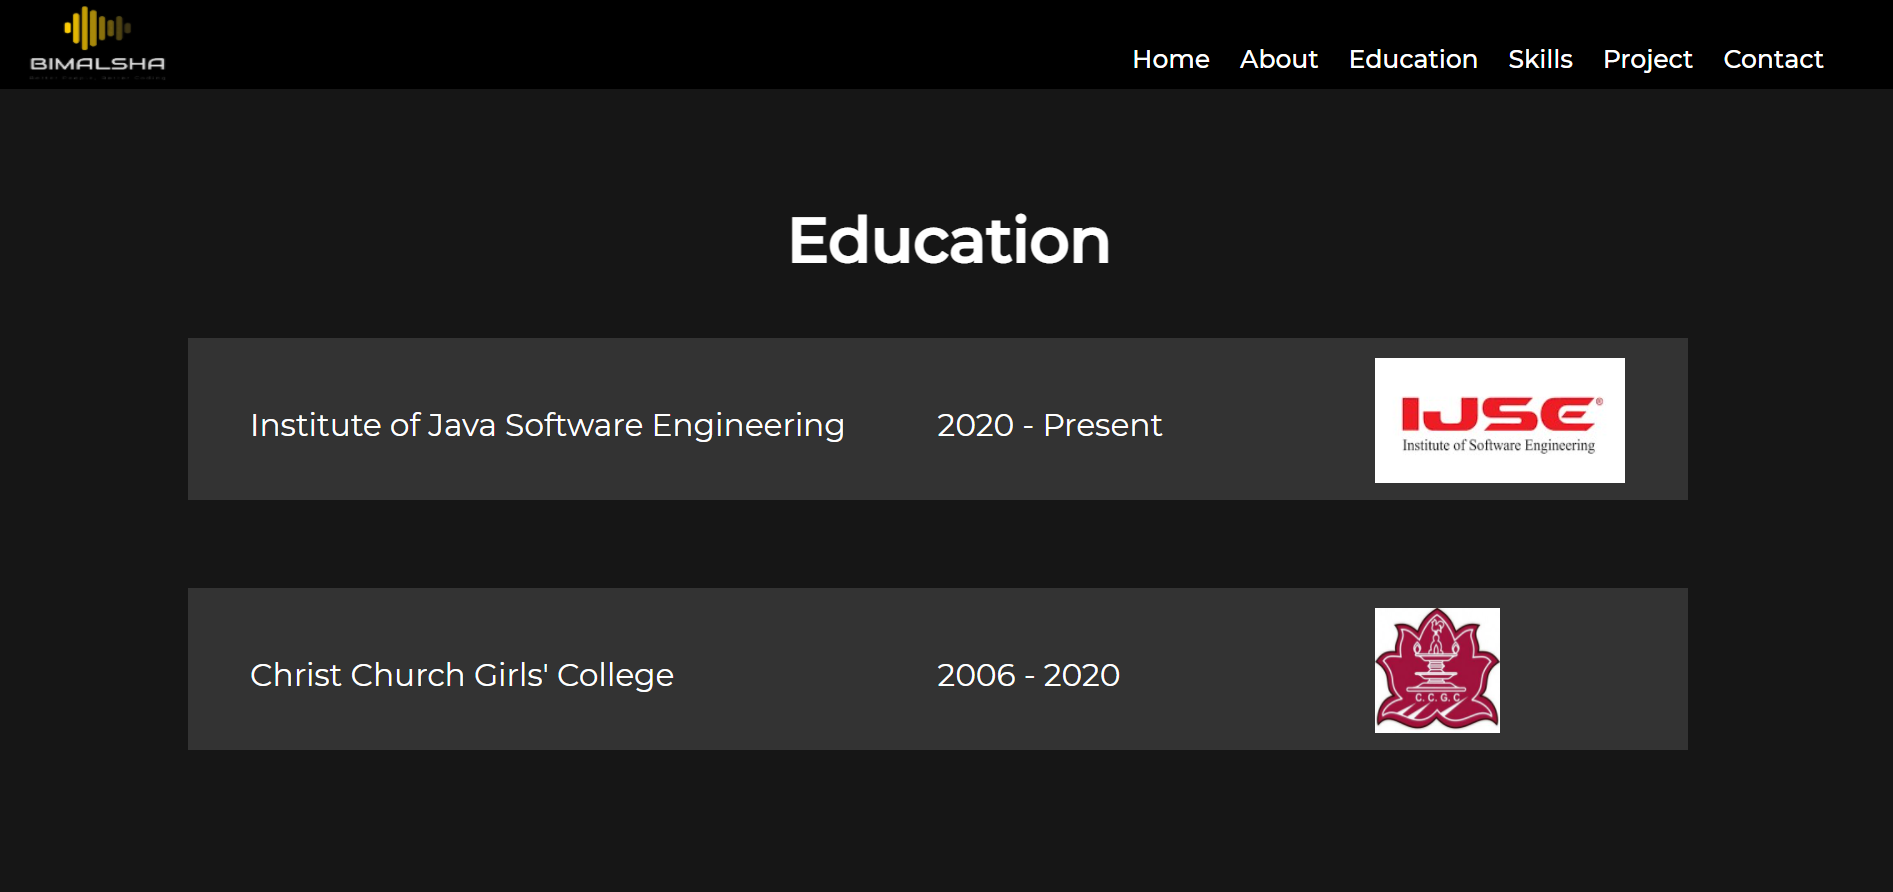 BIMALSHA
Home About Education Skills Project Contact
Education
Institute of Java Software Engineering 2020 - Present
IJSE®
Institute of Software Engineering
Christ Church Girls' College 2006 - 2020
C.C.G.C